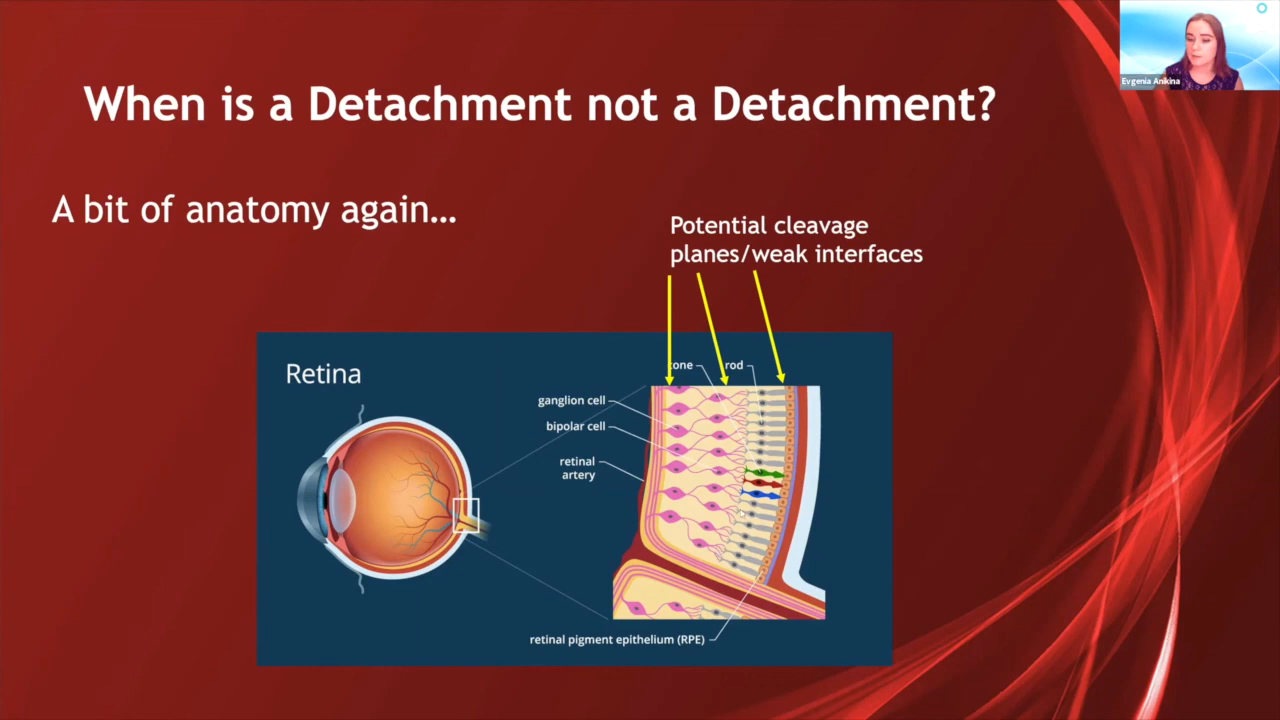 Evgenia Anikina
When is a Detachment not a Detachment?
A bit of anatomy again...
Potential cleavage
planes/weak interfaces
Retina
cone
rod
ganglion cell
bipolar cell
retinal
artery
retinal pigment epithelium (RPE)